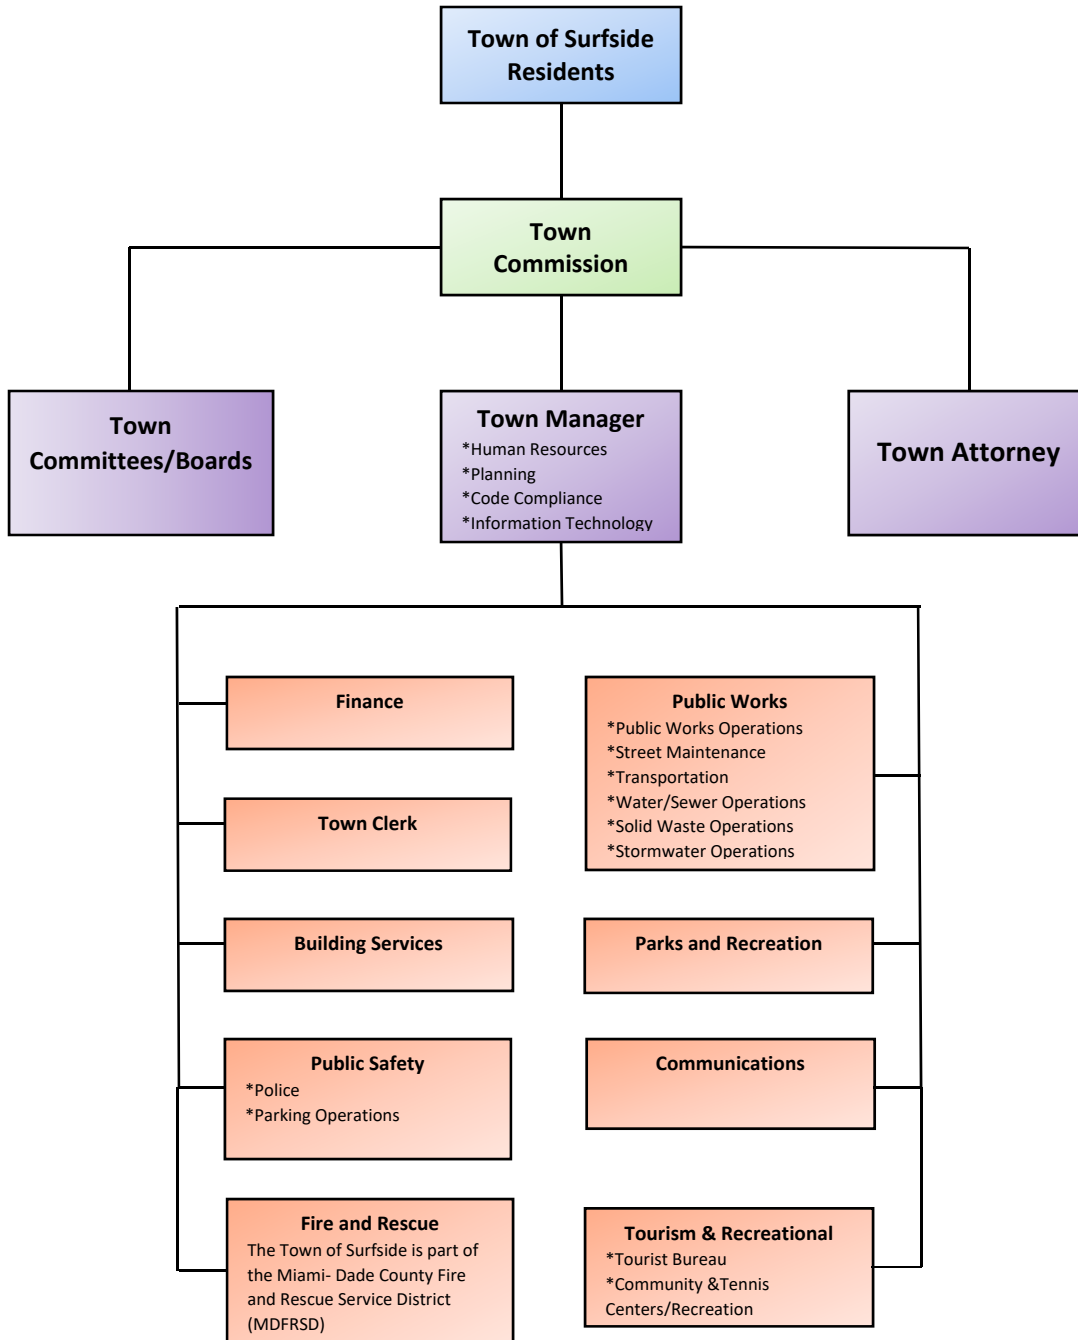 Town of Surfside
Residents
Town
Commission
Town
Committees/Boards
Town Manager
*Human Resources
*Planning
*Code Compliance
*Information Technology
Town Attorney
Finance
Town Clerk
Building Services
Public Safety
*Police
*Parking Operations
Fire and Rescue
The Town of Surfside is part of
the Miami- Dade County Fire
and Rescue Service District
(MDFRSD)
Public Works
*Public Works Operations
*Street Maintenance
*Transportation
*Water/Sewer Operations
*Solid Waste Operations
*Stormwater Operations
Parks and Recreation
Communications
Tourism & Recreational
*Tourist Bureau
*Community &Tennis
Centers/Recreation